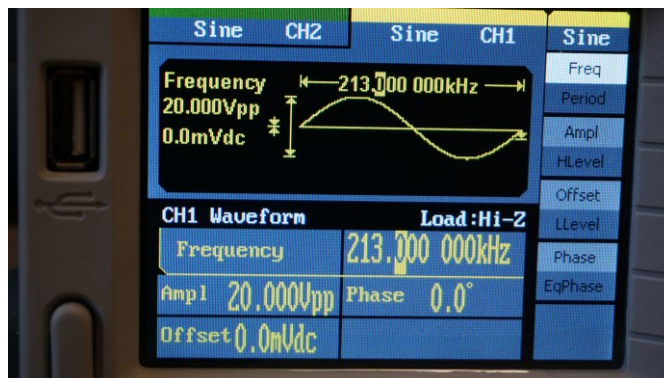 Sine CH2
Sine CH1
Sine
Frequency
213.000 000kHz
20.000Vpp
0.0mVdc
Freq
Period
Ampl
HLevel
Offset
LLevel
Phase
EqPhase
CH1 Waveform
Load:Hi-Z
Frequency
213.000 000kHz
Ampl 20.000Vpp
Phase 0.0°
Offset 0.0mVdc